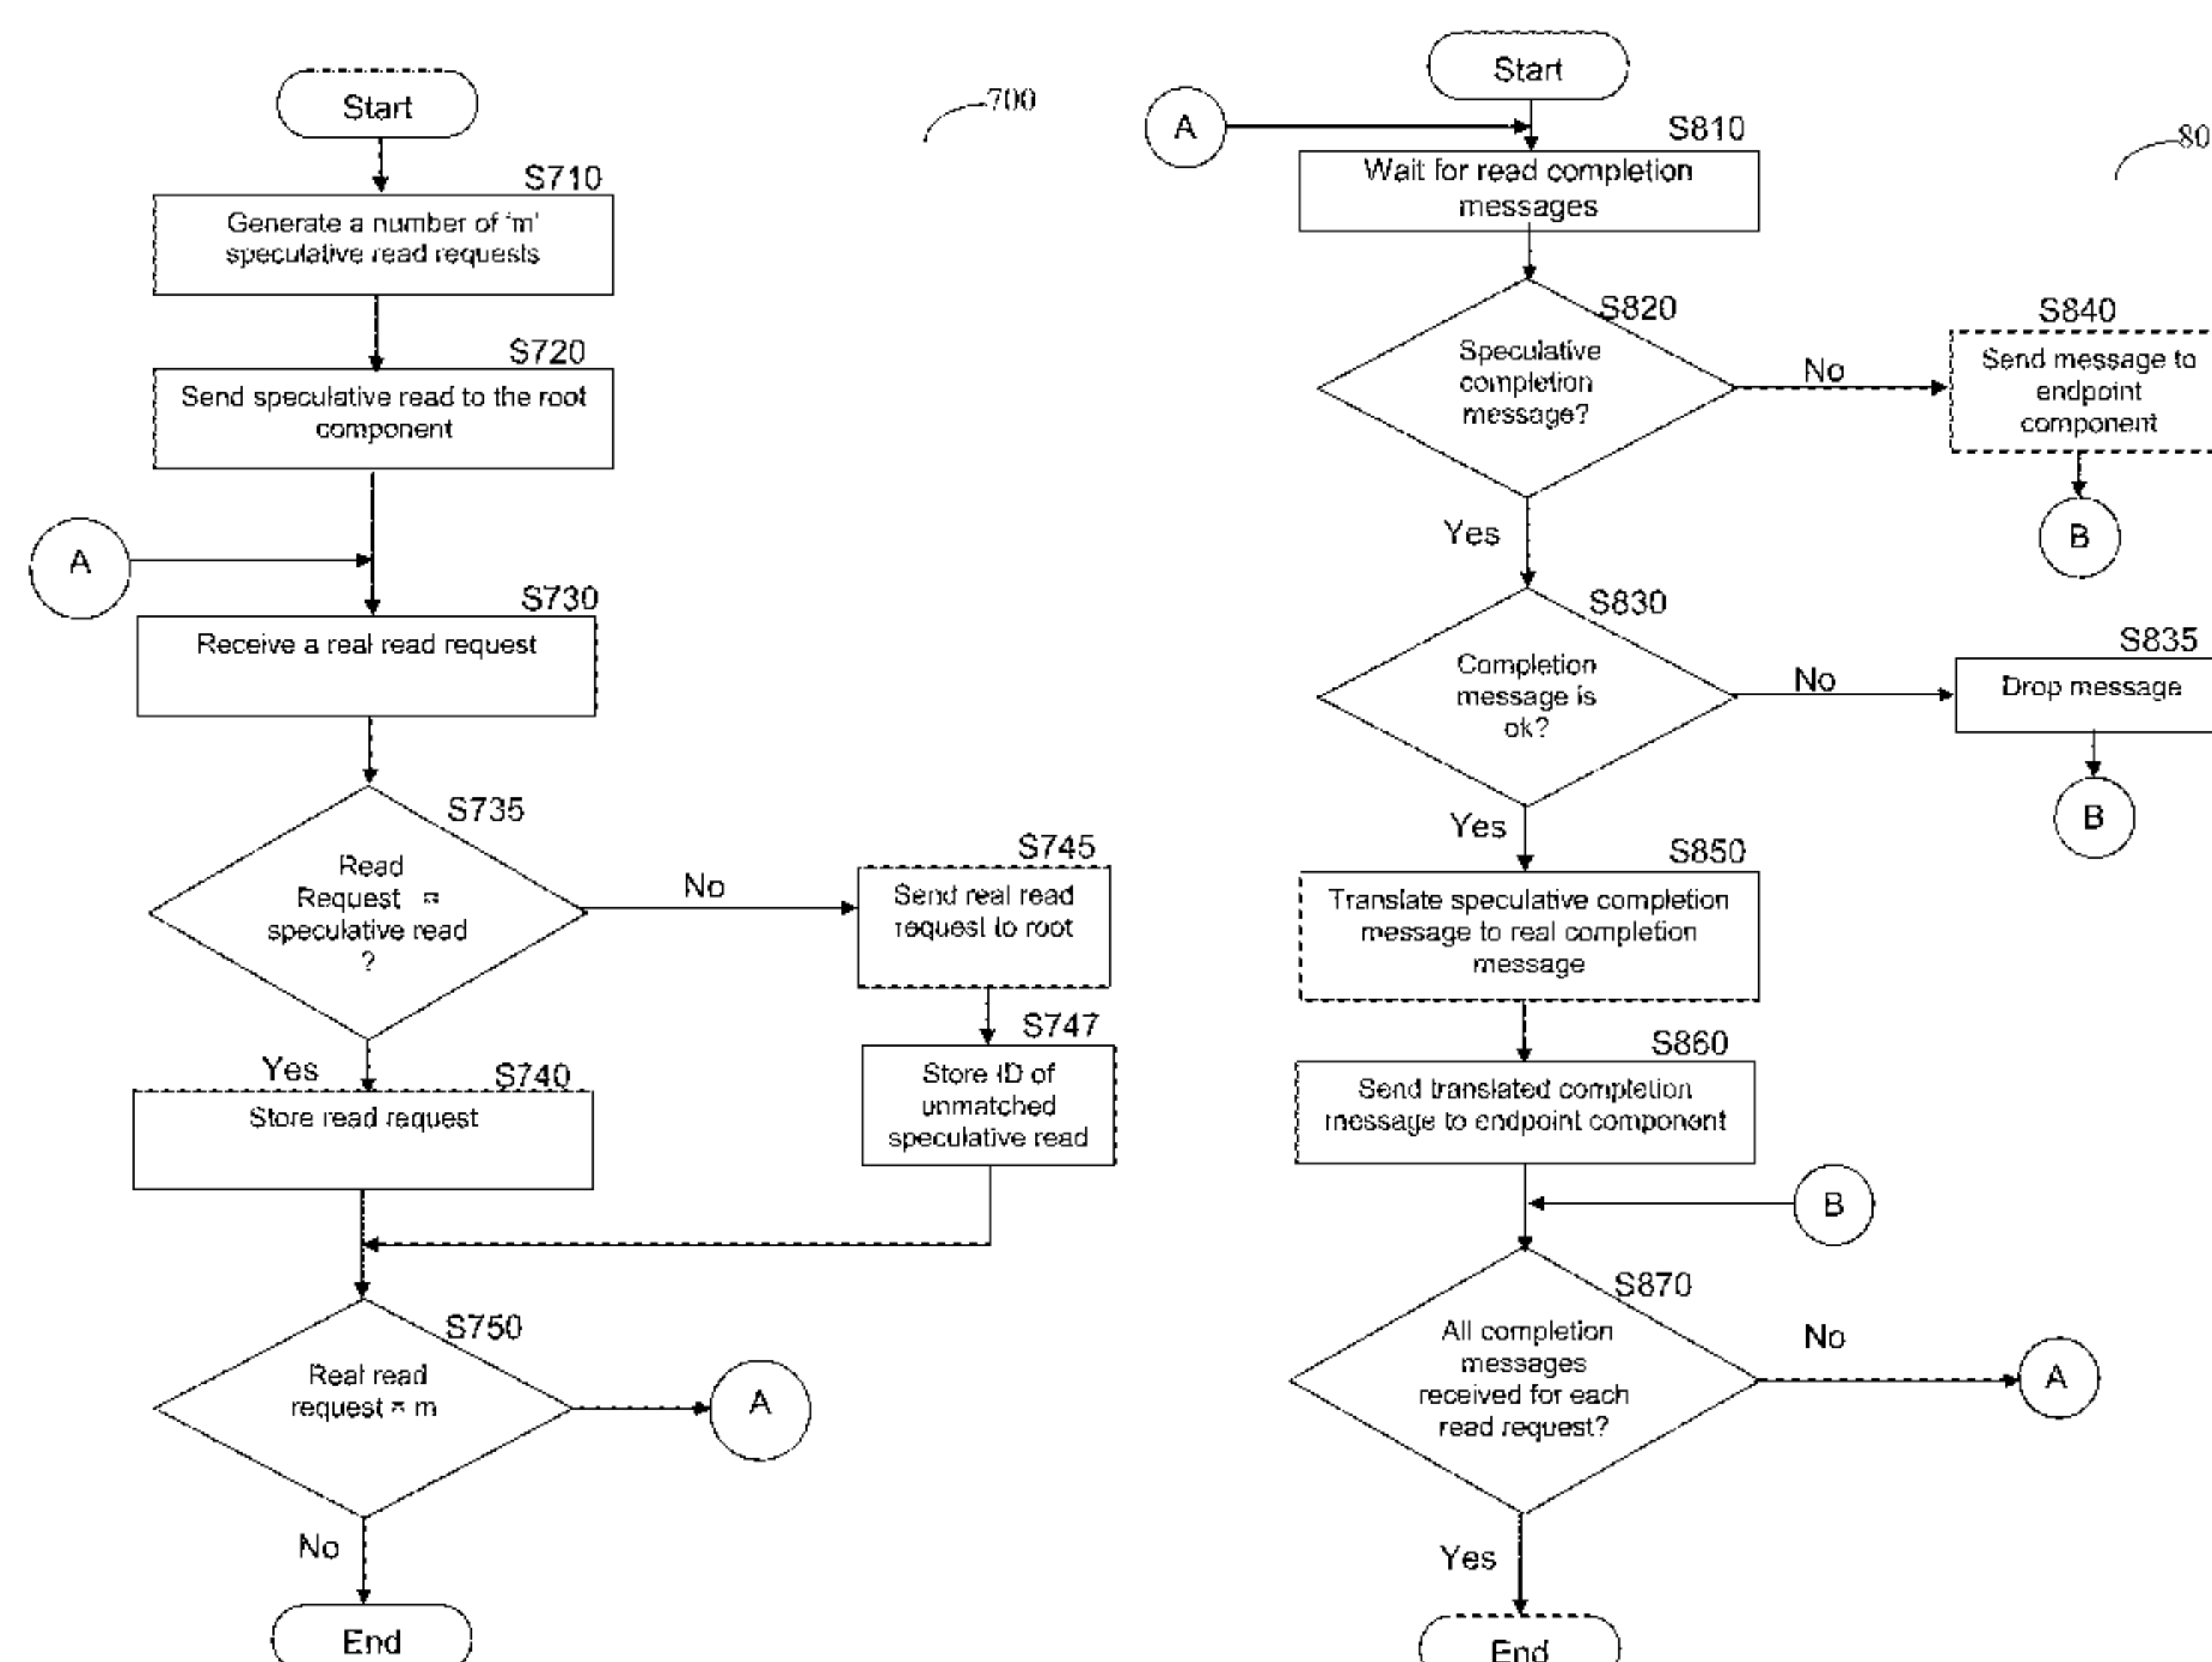 Start
700
S710
Generate a number of 'm'
speculative read requests
S720
Send speculative read to the root
component
A
S730
Receive a real read request
S735
Read
Request =
speculative read
?
No
S745
Send real read
request to root
S747
Store ID of
unmatched
speculative read
Yes
S740
Store read request
S750
Real read
request = m
A
No
End
Start
A
80
S810
Wait for read completion
messages
S820
Speculative
completion
message?
No
S840
Send message to
endpoint
component
B
Yes
S830
Completion
message is
ok?
No
S835
Drop message
B
Yes
S850
Translate speculative completion
message to real completion
message
S860
Send translated completion
message to endpoint component
B
S870
All completion
messages
received for each
read request?
No
A
Yes
End